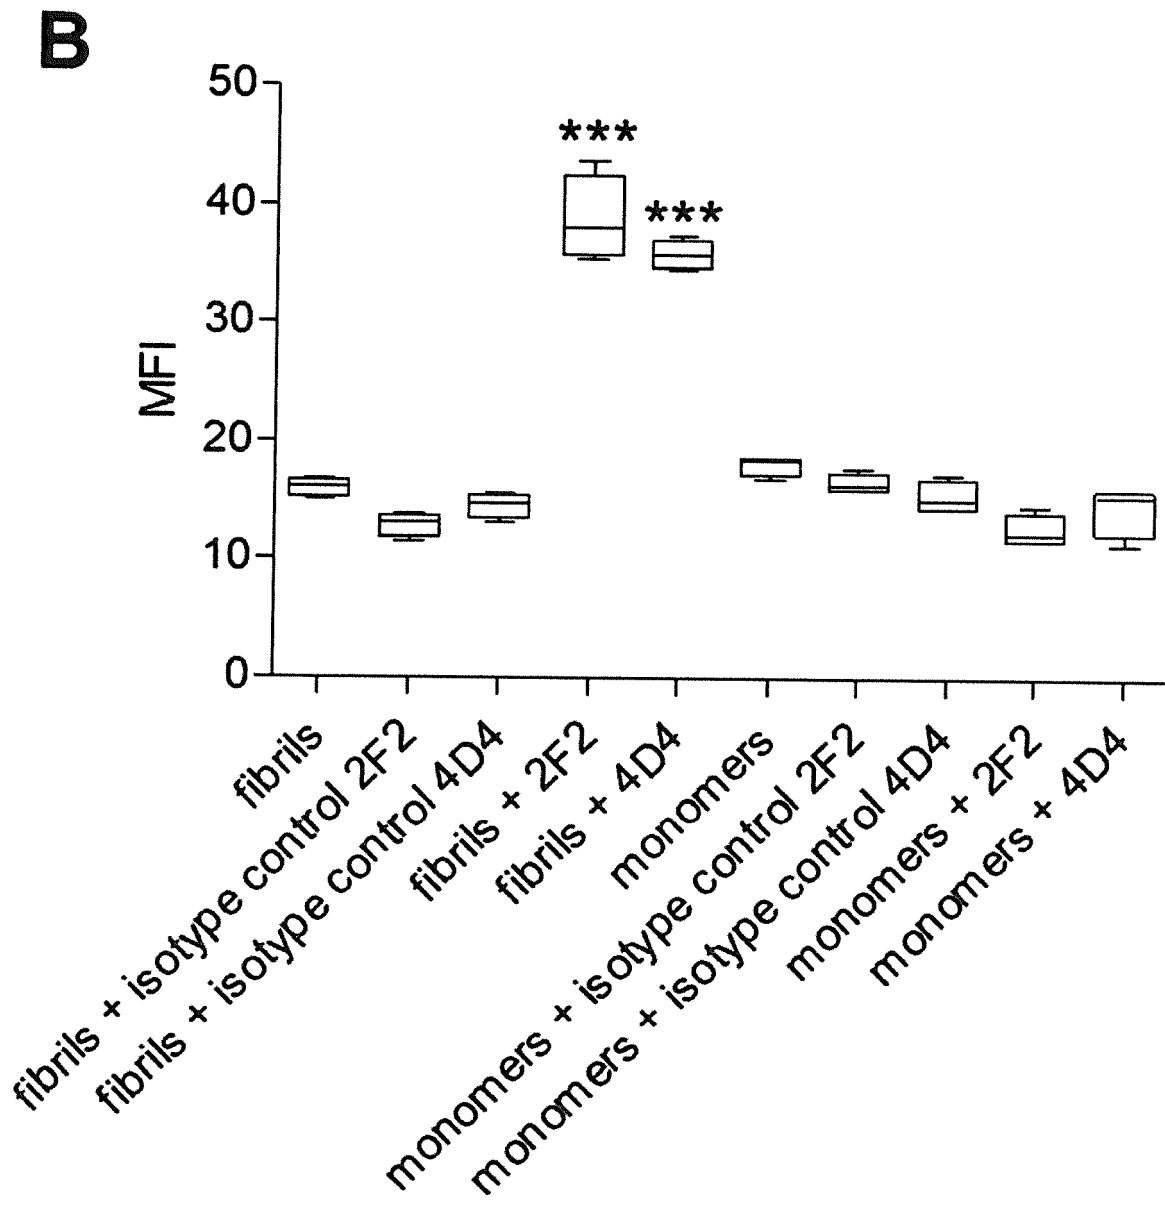 B
50
***
40
***
30
MFI
20
10
0
fibrils
fibrils + isotype control 2F2
fibrils + isotype control 4D4
fibrils + 2F2
fibrils + 4D4
monomers
monomers + isotype control 2F2
monomers + isotype control 4D4
monomers + 2F2
monomers + 4D4